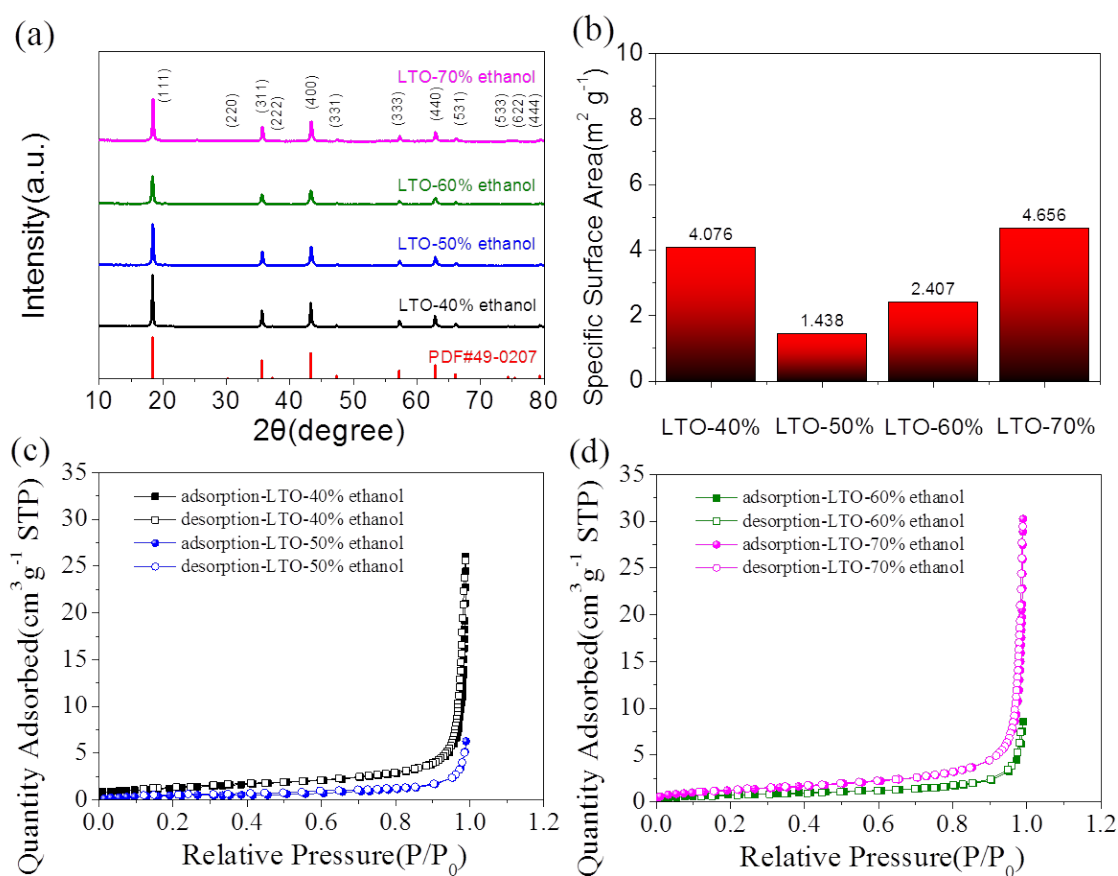 (a)
LTO-70% ethanol
(111)
(220)
(311)
(222)
(400)
(331)
(333)
(440)
(531)
(533)
(622)
(444)
LTO-60% ethanol
LTO-50% ethanol
LTO-40% ethanol
PDF#49-0207
Intensity(a.u.)
10 20 30 40 50 60 70 80
2θ(degree)
(b)
10
8
6
4
2
0
Specific Surface Area(m² g⁻¹)
4.076
1.438
2.407
4.656
LTO-40% LTO-50% LTO-60% LTO-70%
(c)
35
30
25
20
15
10
5
0
Quantity Adsorbed(cm³ g⁻¹ STP)
adsorption-LTO-40% ethanol
desorption-LTO-40% ethanol
adsorption-LTO-50% ethanol
desorption-LTO-50% ethanol
0.0 0.2 0.4 0.6 0.8 1.0 1.2
Relative Pressure(P/P₀)
(d)
35
30
25
20
15
10
5
0
Quantity Adsorbed(cm³ g⁻¹ STP)
adsorption-LTO-60% ethanol
desorption-LTO-60% ethanol
adsorption-LTO-70% ethanol
desorption-LTO-70% ethanol
0.0 0.2 0.4 0.6 0.8 1.0 1.2
Relative Pressure(P/P₀)